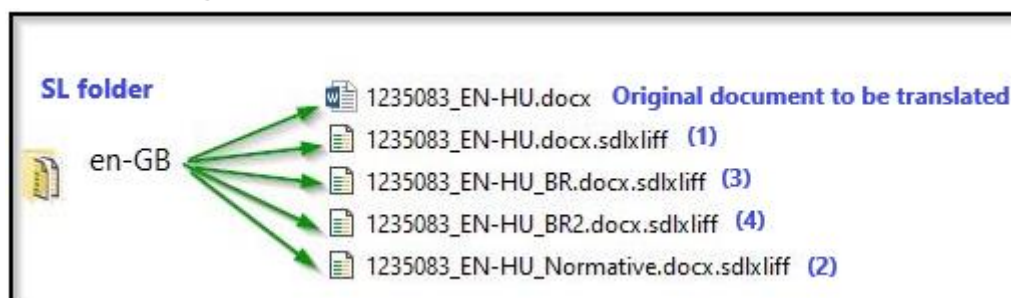 SL folder
1235083_EN-HU.docx Original document to be translated
1235083_EN-HU.docx.sdlxliff (1)
en-GB
1235083_EN-HU_BR.docx.sdlxliff (3)
1235083_EN-HU_BR2.docx.sdlxliff (4)
1235083_EN-HU_Normative.docx.sdlxliff (2)